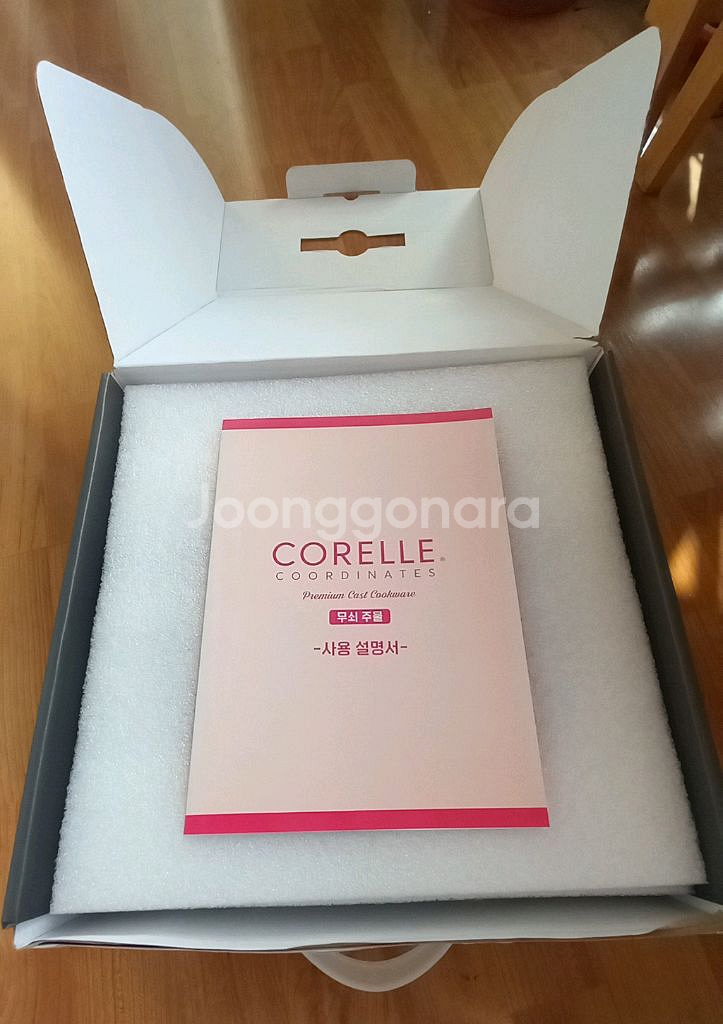 Joonggonara
CORELLE®
COORDINATES
Premium Cast Cookware
무쇠 주물
-사용 설명서-